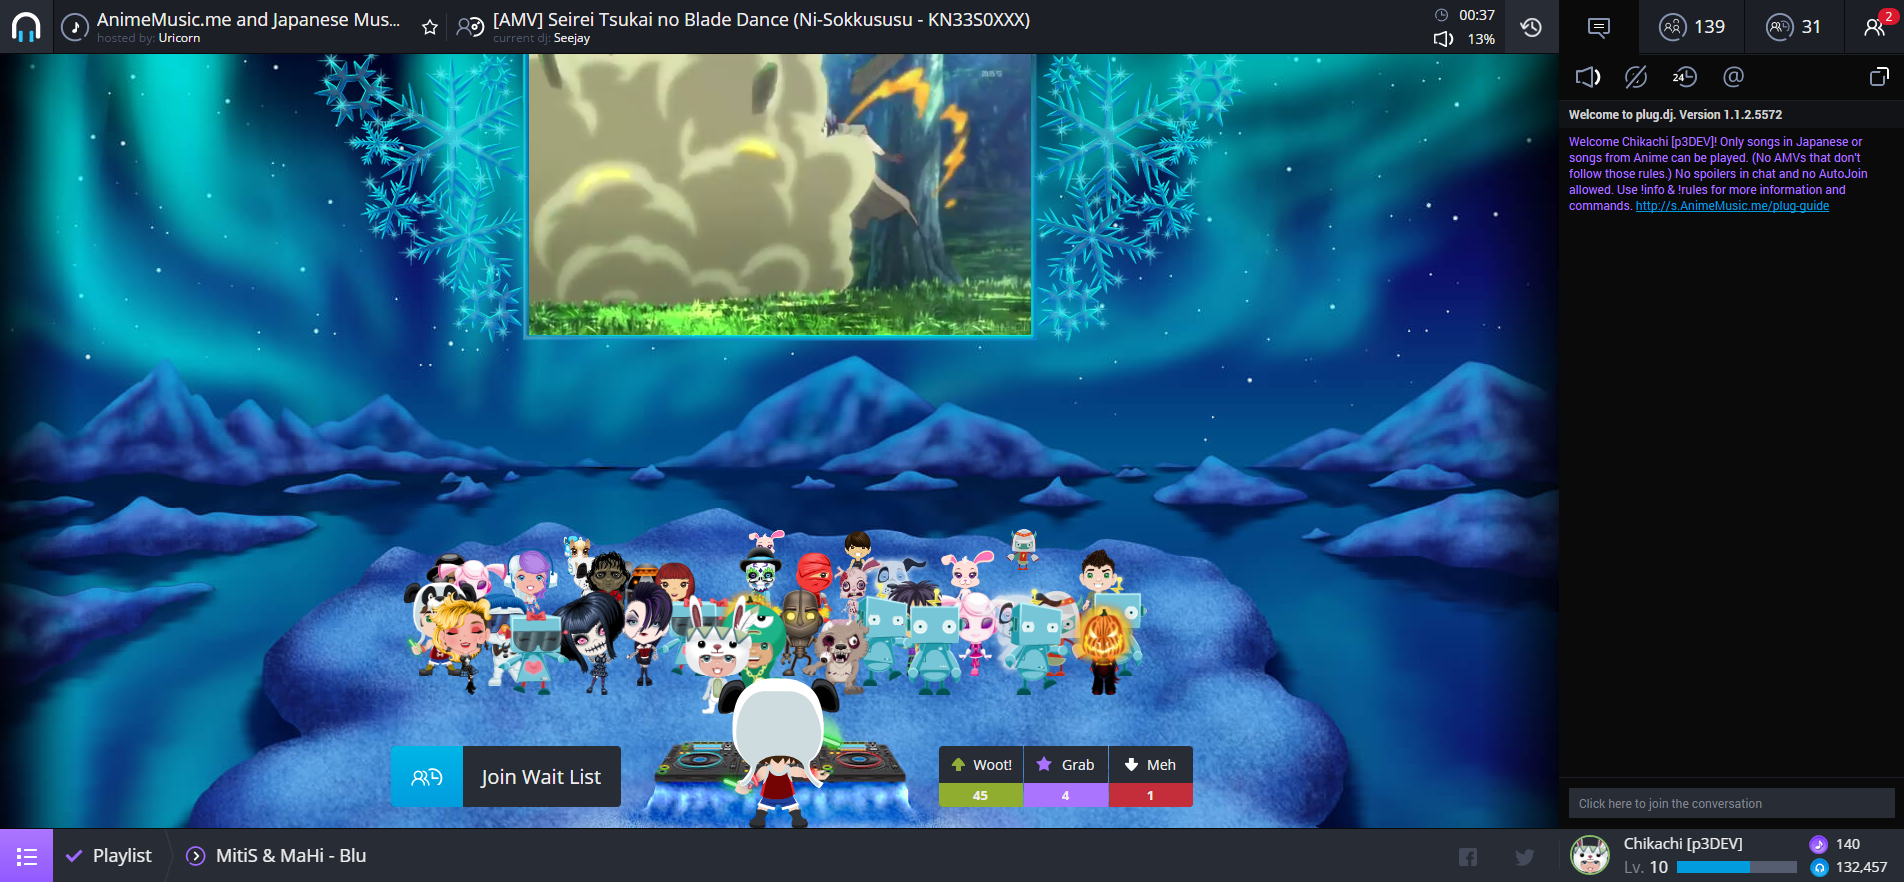 AnimeMusic.me and Japanese Mus...
hosted by: Uricorn
[AMV] Seirei Tsukai no Blade Dance (Ni-Sokkususu - KN33S0XXX)
current dj: Seejay
00:37
13%
139
31
2
24
@
Welcome to plug.dj. Version 1.1.2.5572
Welcome Chikachi [p3DEV]! Only songs in Japanese or
songs from Anime can be played. (No AMVs that don't
follow those rules.) No spoilers in chat and no AutoJoin
allowed. Use !info & !rules for more information and
commands. http://s.AnimeMusic.me/plug-guide
Join Wait List
Woot!
Grab
Meh
45
4
1
Click here to join the conversation
Playlist
MitiS & MaHi - Blu
Chikachi [p3DEV]
Lv. 10
140
132,457